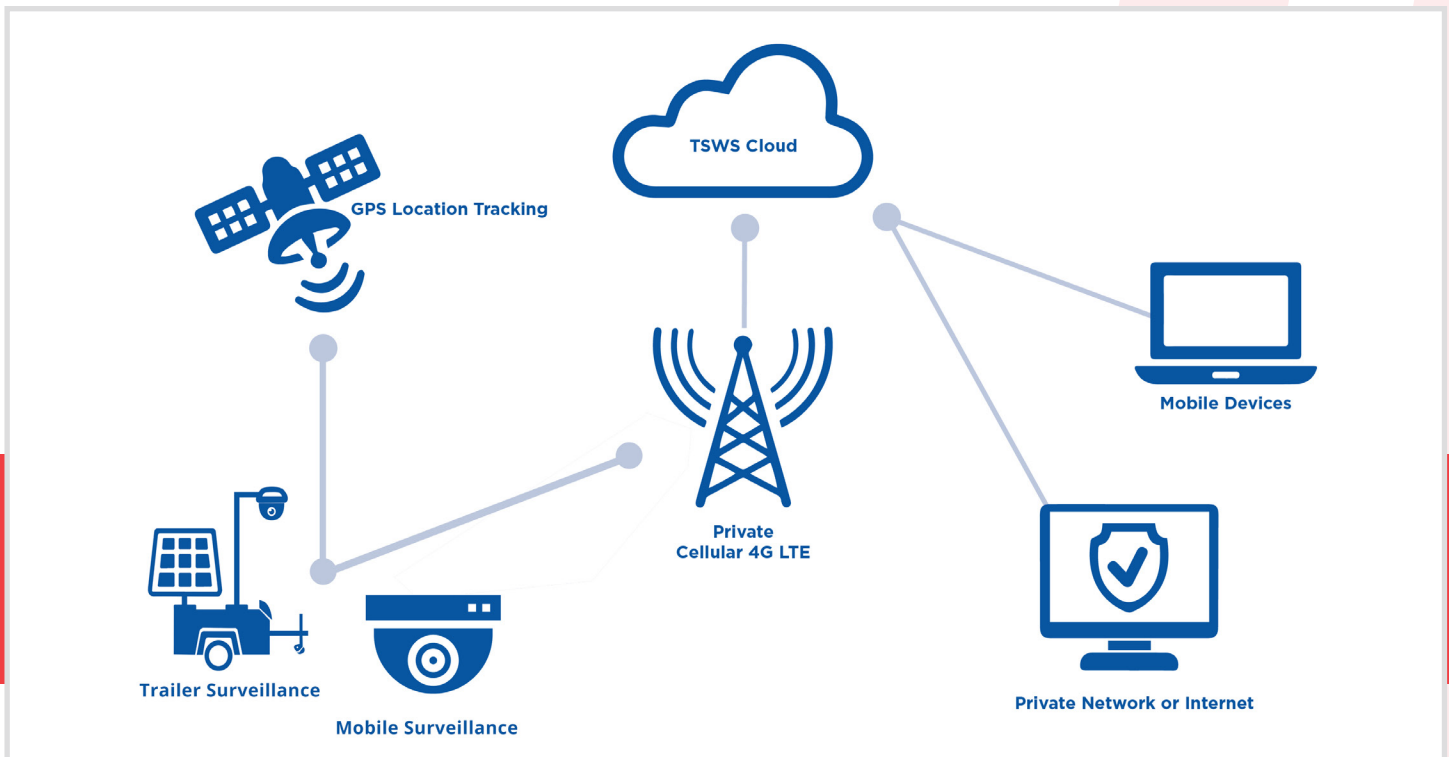 TSWS Cloud
GPS Location Tracking
Mobile Devices
Private
Cellular 4G LTE
Trailer Surveillance
Mobile Surveillance
Private Network or Internet